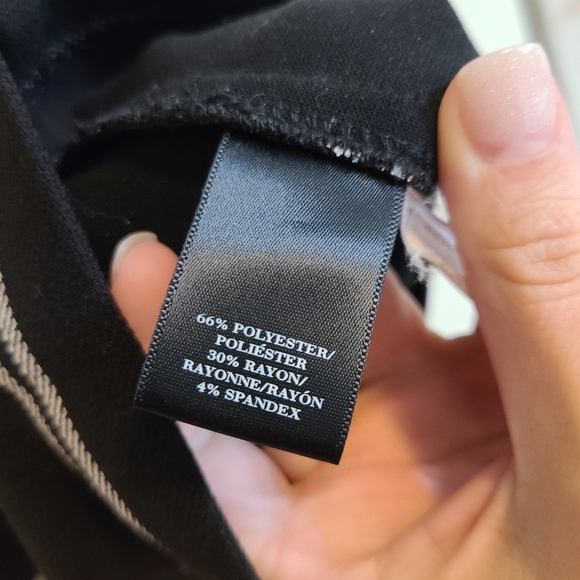 66% POLYESTER/
POLIÉSTER
30% RAYON/
RAYONNE/RAYÓN
4% SPANDEX